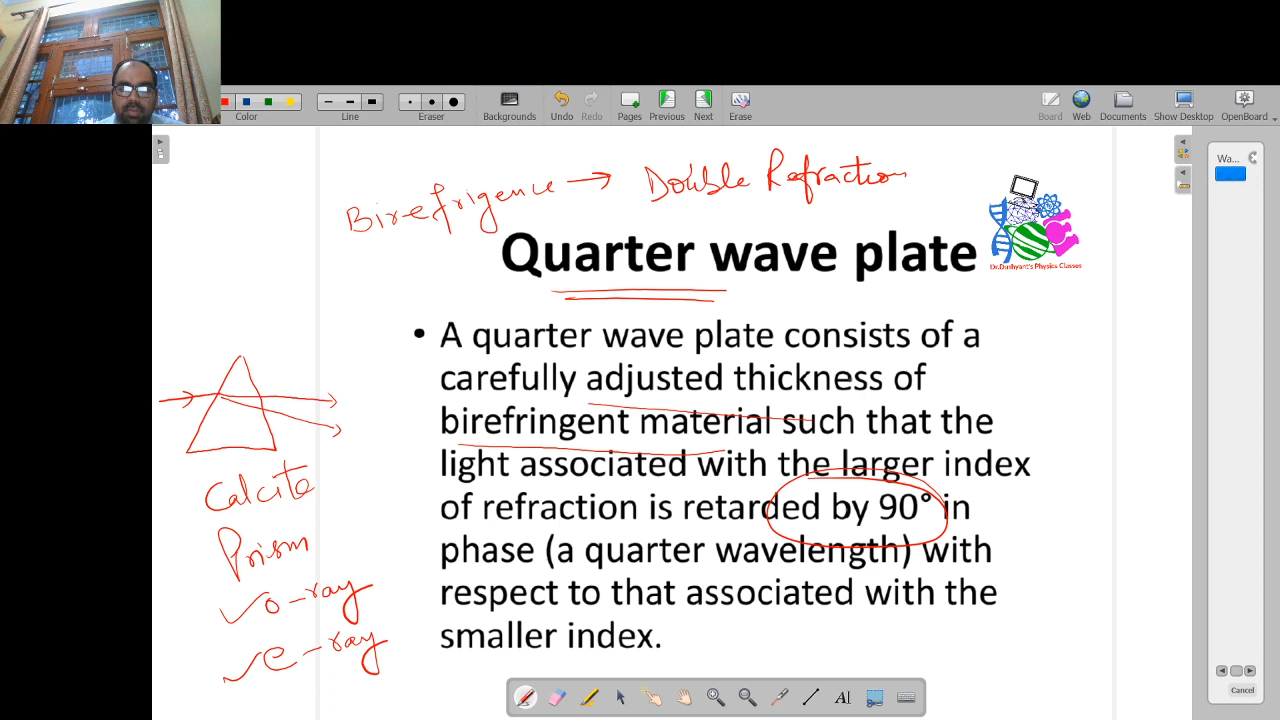 Color
Line
Eraser
Backgrounds
Undo
Redo
Pages
Previous
Next
Erase
Board
Web
Documents
Show Desktop
OpenBoard
Wa...
Birefrigence → Double Refraction
Dr.Dushyant's Physics Classes
Quarter wave plate
• A quarter wave plate consists of a
carefully adjusted thickness of
birefringent material such that the
light associated with the larger index
of refraction is retarded by 90° in
phase (a quarter wavelength) with
respect to that associated with the
smaller index.
Calcite
Prism
o-ray
e-ray
Cancel